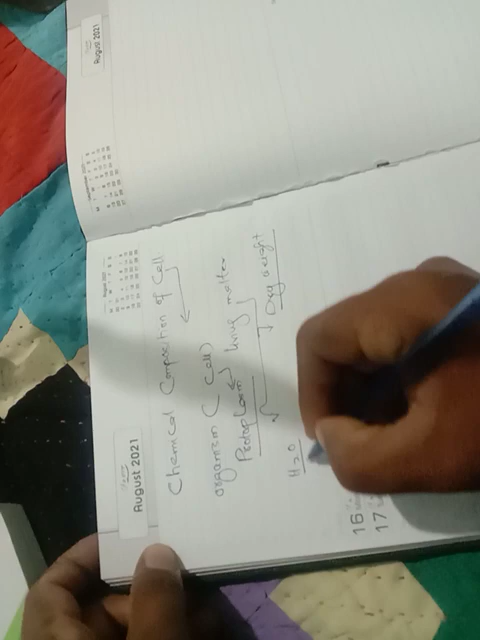 August 2021
August 2021
Chemical Composition of Cell
organism ( Cell)
Protoplasm living matter
Dry weight
H2O
16
17